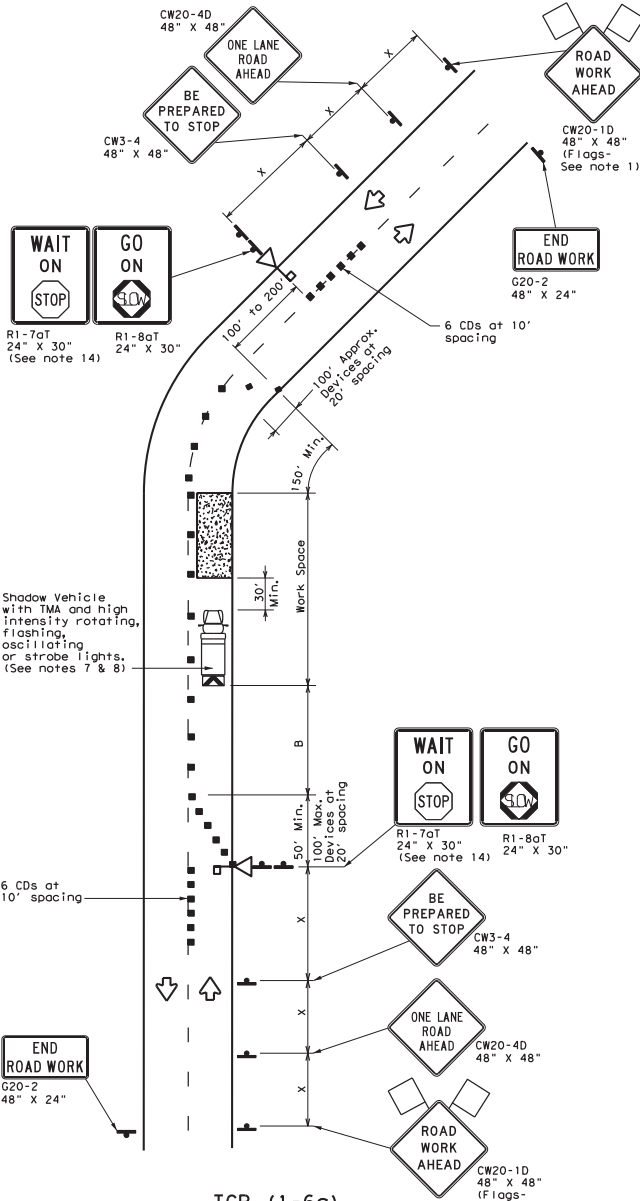 CW20-4D
48" X 48"
ONE LANE
ROAD
AHEAD
BE
PREPARED
TO STOP
CW3-4
48" X 48"
X
X
X
ROAD
WORK
AHEAD
CW20-1D
48" X 48"
(Flags-
See note 1)
WAIT
ON
STOP
GO
ON
SLOW
R1-7aT
24" X 30"
(See note 14)
R1-8aT
24" X 30"
END
ROAD WORK
G20-2
48" X 24"
100' to 200'
6 CDs at 10'
spacing
100' Approx.
Devices at
20' spacing
150' Min.
Work Space
30'
Min.
Shadow Vehicle
with TMA and high
intensity rotating,
flashing,
oscillating
or strobe lights.
(See notes 7 & 8)
B
50' Min.
100' Max.
Devices at
20' spacing
WAIT
ON
STOP
GO
ON
SLOW
R1-7aT
24" X 30"
(See note 14)
R1-8aT
24" X 30"
6 CDs at
10' spacing
X
BE
PREPARED
TO STOP
CW3-4
48" X 48"
X
ONE LANE
ROAD
AHEAD
CW20-4D
48" X 48"
X
END
ROAD WORK
G20-2
48" X 24"
ROAD
WORK
AHEAD
CW20-1D
48" X 48"
(Flags-